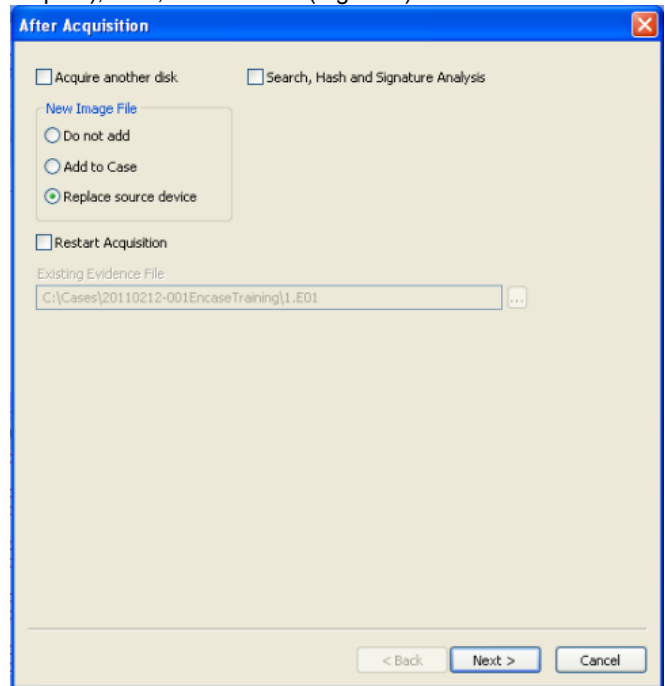 After Acquisition
Acquire another disk Search, Hash and Signature Analysis
New Image File
Do not add
Add to Case
Replace source device
Restart Acquisition
Existing Evidence File
C:\Cases\20110212-001EncaseTraining\1.E01 ...
< Back Next > Cancel